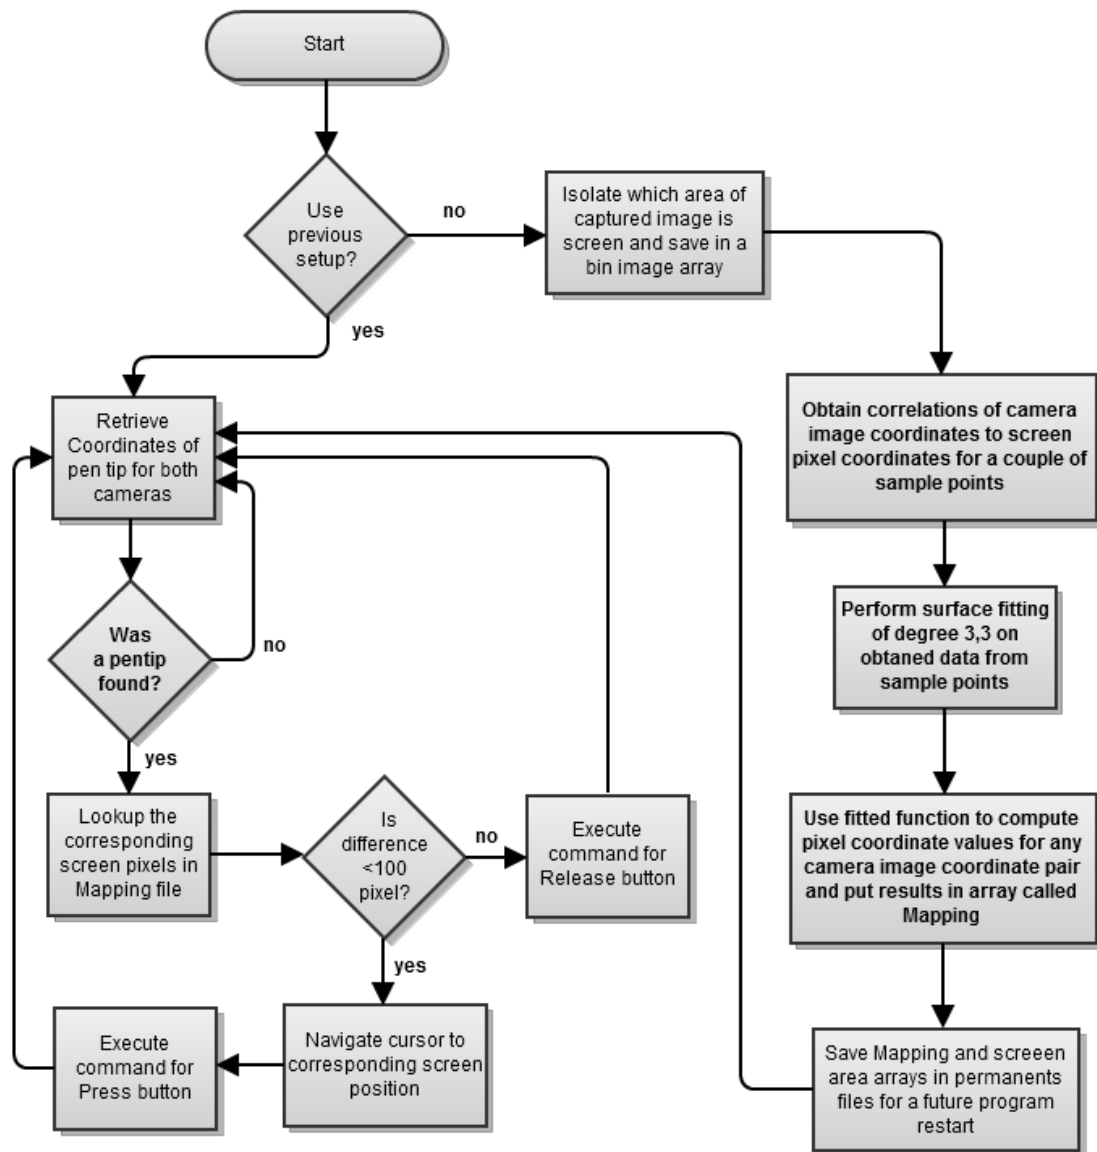 Start
Use
previous
setup?
no
Isolate which area of
captured image is
screen and save in a
bin image array
yes
Retrieve
Coordinates of
pen tip for both
cameras
Obtain correlations of camera
image coordinates to screen
pixel coordinates for a couple of
sample points
Was
a pentip
found?
no
Perform surface fitting
of degree 3,3 on
obtaned data from
sample points
yes
Lookup the
corresponding
screen pixels in
Mapping file
Is
difference
<100
pixel?
no
Execute
command for
Release button
Use fitted function to compute
pixel coordinate values for any
camera image coordinate pair
and put results in array called
Mapping
yes
Execute
command for
Press button
Navigate cursor to
corresponding screen
position
Save Mapping and screeen
area arrays in permanents
files for a future program
restart